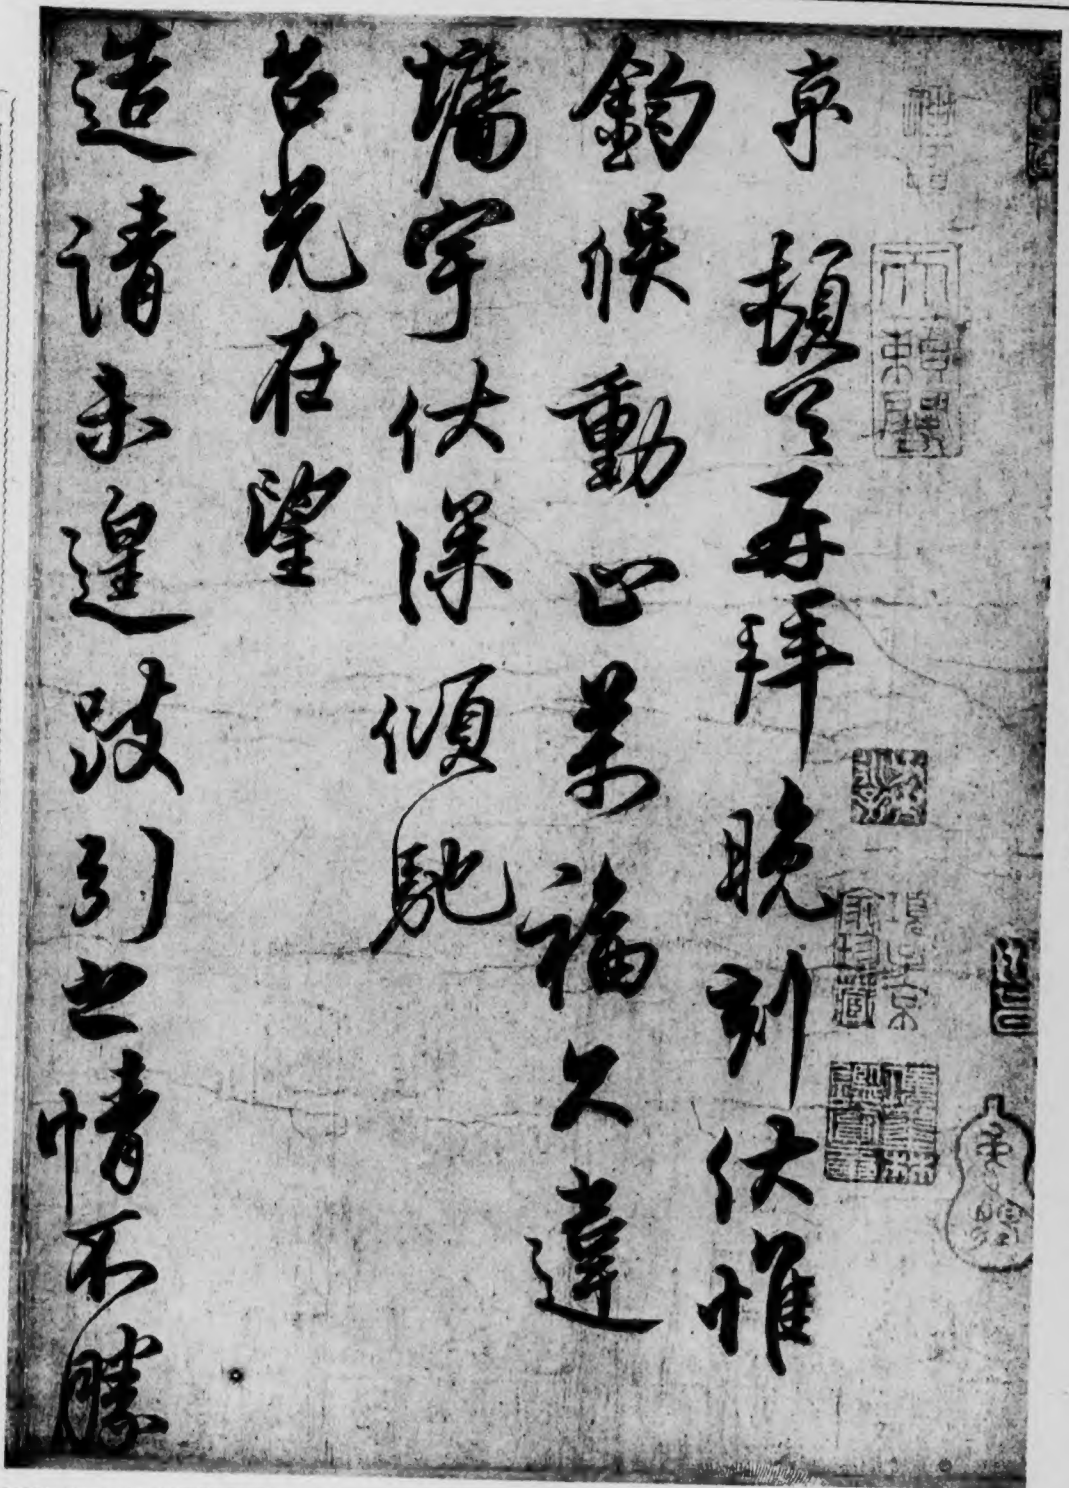 京 頓首再拜晚刻伏惟
鈞候動止萬福久違
墉宇伏深傾馳
台光在望
造請未遑跂引之情不勝